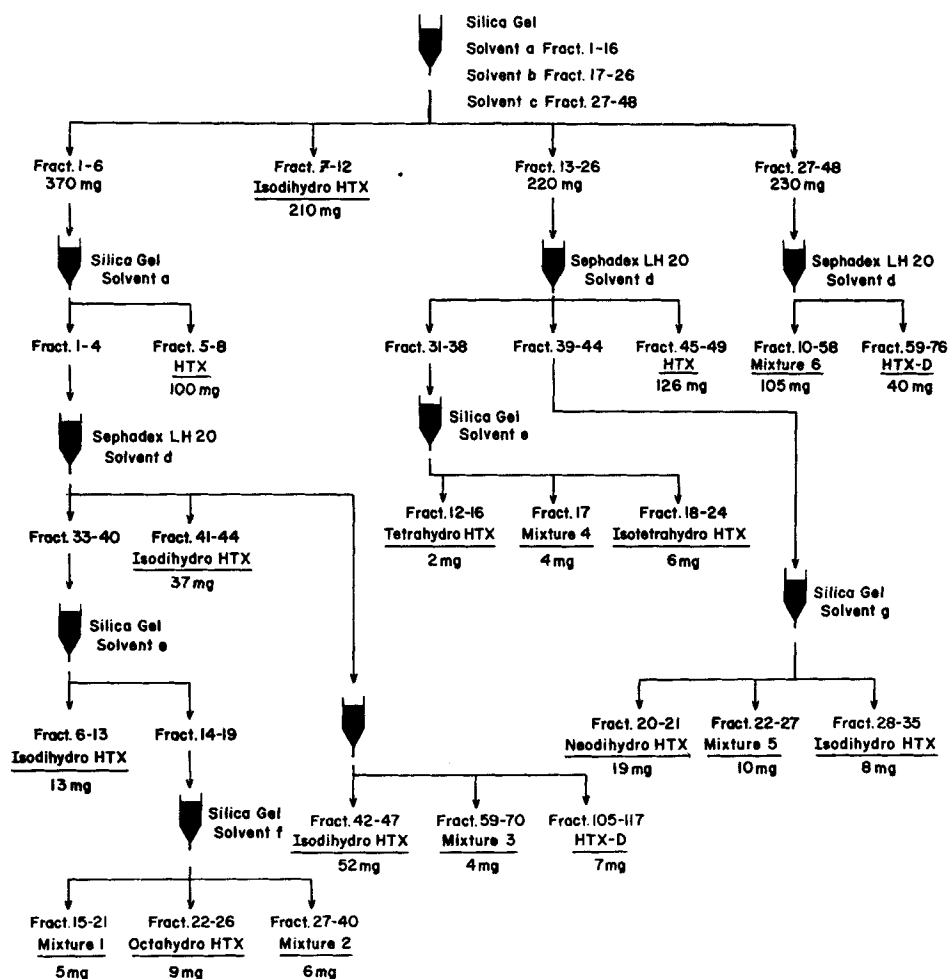 Silica Gel
Solvent a Fract. 1-16
Solvent b Fract. 17-26
Solvent c Fract. 27-48
Fract. 1-6
370 mg
Fract. 7-12
Isodihydro HTX
210 mg
Fract. 13-26
220 mg
Fract. 27-48
230 mg
Silica Gel
Solvent a
Sephadex LH 20
Solvent d
Sephadex LH 20
Solvent d
Fract. 1-4
Fract. 5-8
HTX
100 mg
Fract. 31-38
Fract. 39-44
Fract. 45-49
HTX
126 mg
Fract. 10-58
Mixture 6
105 mg
Fract. 59-76
HTX-D
40 mg
Sephadex LH 20
Solvent d
Silica Gel
Solvent e
Fract. 33-40
Fract. 41-44
Isodihydro HTX
37 mg
Fract. 12-16
Tetrahydro HTX
2 mg
Fract. 17
Mixture 4
4 mg
Fract. 18-24
Isotetrahydro HTX
6 mg
Silica Gel
Solvent e
Silica Gel
Solvent g
Fract. 6-13
Isodihydro HTX
13 mg
Fract. 14-19
Fract. 20-21
Neodihydro HTX
19 mg
Fract. 22-27
Mixture 5
10 mg
Fract. 28-35
Isodihydro HTX
8 mg
Silica Gel
Solvent f
Fract. 42-47
Isodihydro HTX
52 mg
Fract. 59-70
Mixture 3
4 mg
Fract. 105-117
HTX-D
7 mg
Fract. 15-21
Mixture 1
5 mg
Fract. 22-26
Octahydro HTX
9 mg
Fract. 27-40
Mixture 2
6 mg